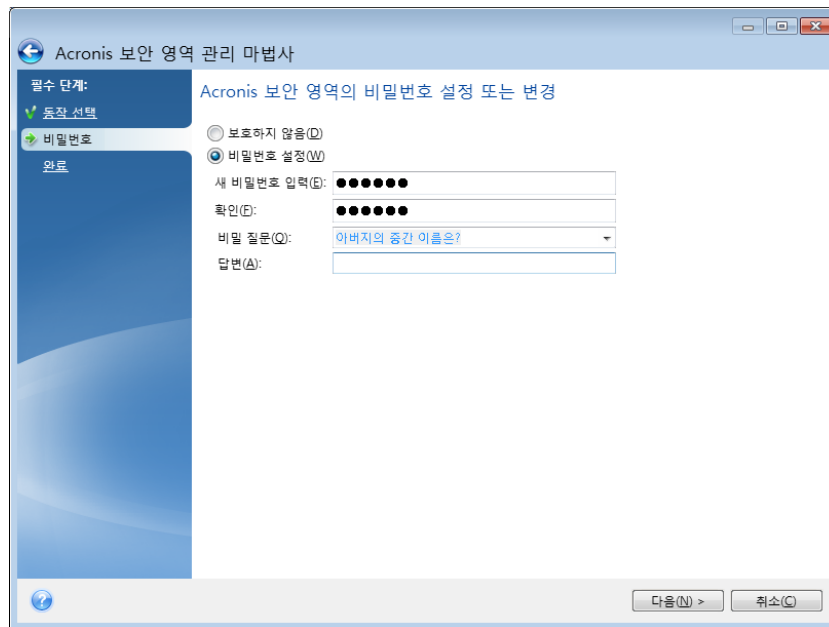 Acronis 보안 영역 관리 마법사
필수 단계:
동작 선택
비밀번호
완료
Acronis 보안 영역의 비밀번호 설정 또는 변경
보호하지 않음(D)
비밀번호 설정(W)
새 비밀번호 입력(E): ●●●●●●
확인(F): ●●●●●●
비밀 질문(Q): 아버지의 중간 이름은?
답변(A):
다음(N) >
취소(C)